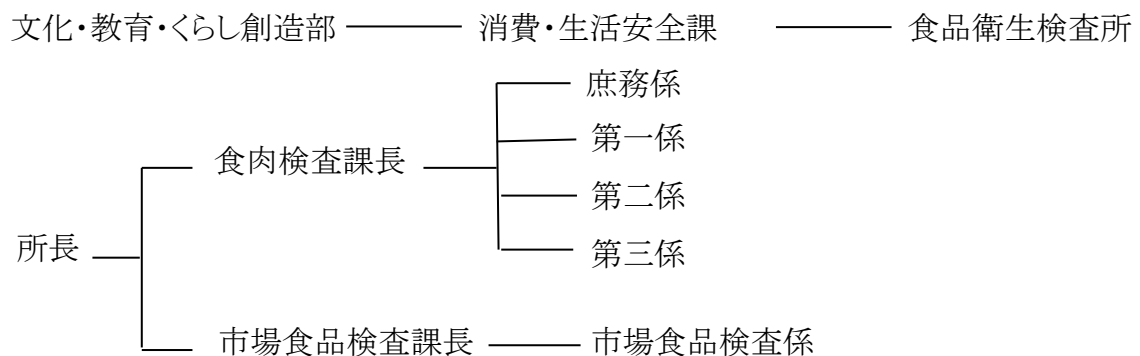 文化・教育・くらし創造部 消費・生活安全課 食品衛生検査所
庶務係
第一係
食肉検査課長
第二係
所長 第三係
市場食品検査課長 市場食品検査係